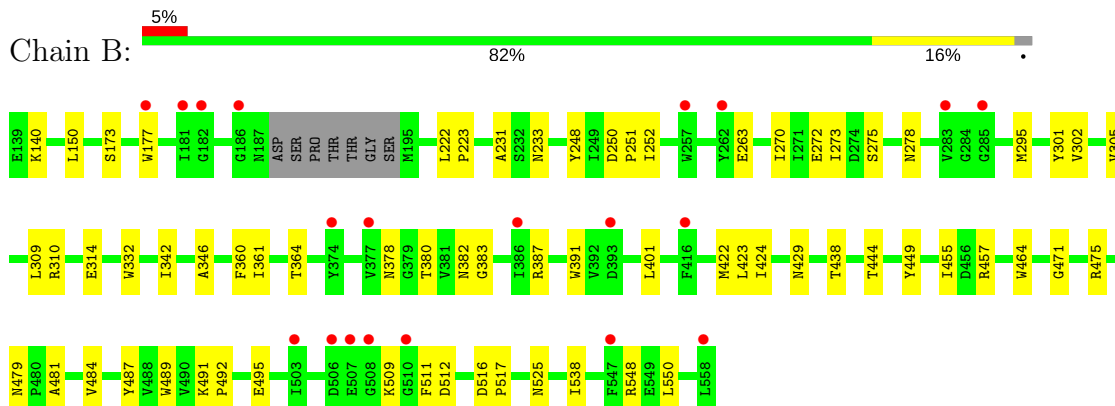 5%
Chain B:
82% 16% •
E139 K140 L150 S173 W177 I181 G182 G186 N187 ASP SER PRO THR THR GLY SER M195 L222 P223 A231 S232 N233 Y248 I249 D250 P251 I252 W257 Y262 E263 I270 I271 E272 I273 D274 S275 N278 V283 G284 G285 M295 Y301 V302 V305
L309 R310 E314 W332 I342 A346 F360 I361 T364 Y374 V377 N378 G379 T380 V381 N382 G383 I386 R387 W391 V392 D393 L401 F416 M422 L423 I424 N429 T438 T444 Y449 I455 D456 R457 W464 G471 R475
N479 P480 A481 V484 Y487 V488 W489 V490 K491 P492 E495 I503 D506 E507 G508 K509 G510 F511 D512 D516 P517 N525 I538 F547 R548 E549 L550 L558